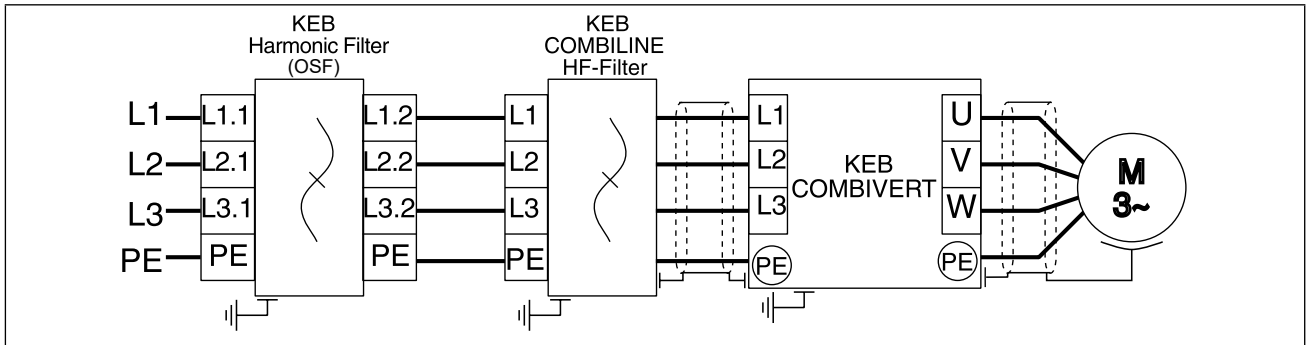 KEB
Harmonic Filter
(OSF)
KEB
COMBILINE
HF-Filter
L1 L1.1 L1.2 L1 L1 U
L2 L2.1 L2.2 L2 L2 V
L3 L3.1 L3.2 L3 L3 W
PE PE PE PE PE PE
KEB
COMBIVERT
M
3~